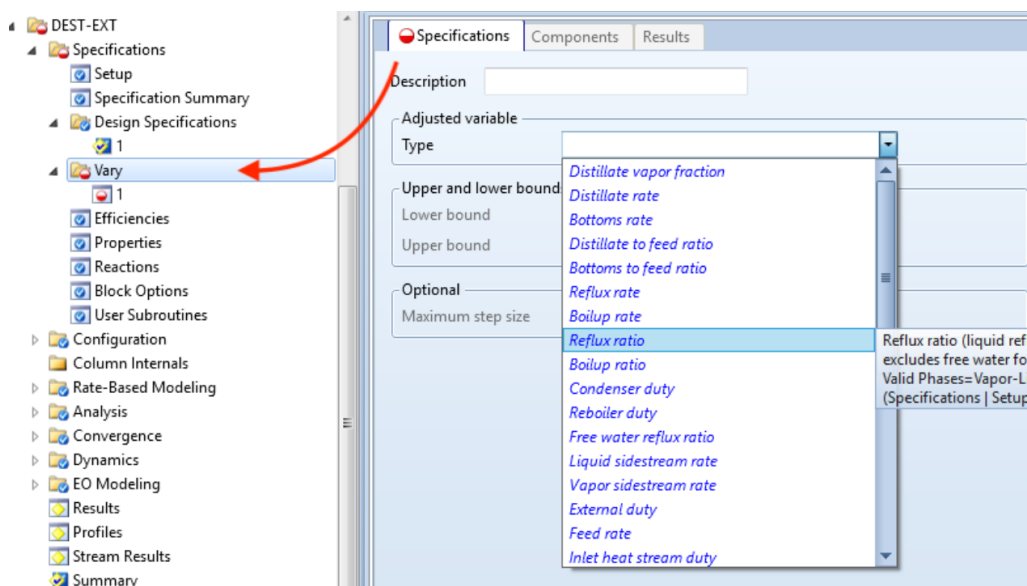 DEST-EXT
Specifications
Setup
Specification Summary
Design Specifications
1
Vary
1
Efficiencies
Properties
Reactions
Block Options
User Subroutines
Configuration
Column Internals
Rate-Based Modeling
Analysis
Convergence
Dynamics
EO Modeling
Results
Profiles
Stream Results
Summary
Specifications Components Results
Description
Adjusted variable
Type
Upper and lower bound
Lower bound
Upper bound
Optional
Maximum step size
Distillate vapor fraction
Distillate rate
Bottoms rate
Distillate to feed ratio
Bottoms to feed ratio
Reflux rate
Boilup rate
Reflux ratio
Boilup ratio
Condenser duty
Reboiler duty
Free water reflux ratio
Liquid sidestream rate
Vapor sidestream rate
External duty
Feed rate
Inlet heat stream duty
Reflux ratio (liquid ref
excludes free water fo
Valid Phases=Vapor-L
(Specifications | Setup